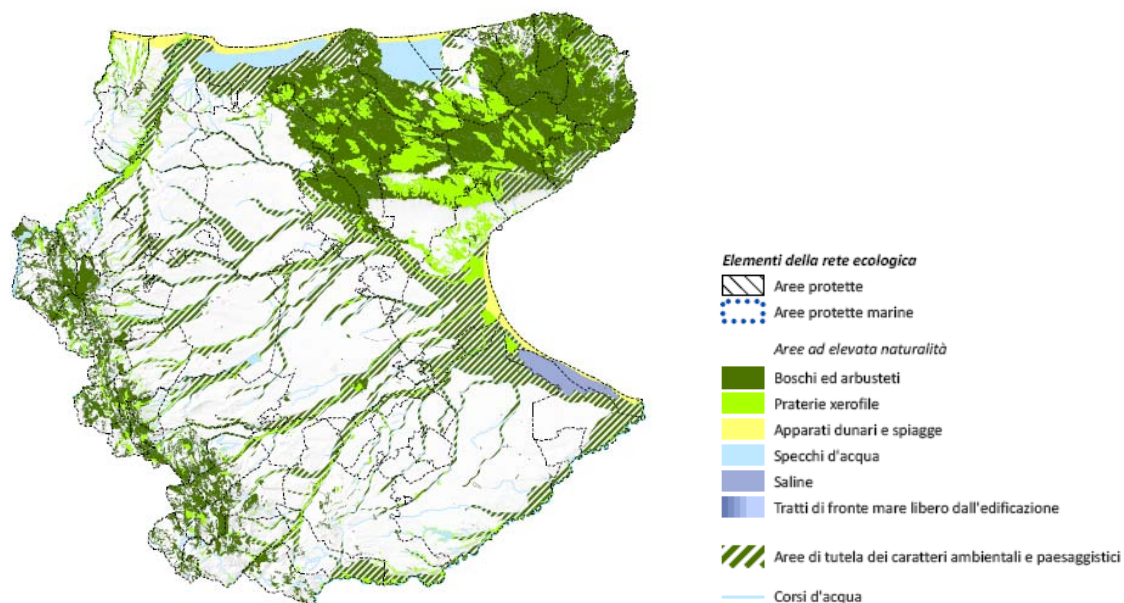 Elementi della rete ecologica
Aree protette
Aree protette marine
Aree ad elevata naturalità
Boschi ed arbusteti
Praterie xerofile
Apparati dunari e spiagge
Specchi d'acqua
Saline
Tratti di fronte mare libero dall'edificazione
Aree di tutela dei caratteri ambientali e paesaggistici
Corsi d'acqua